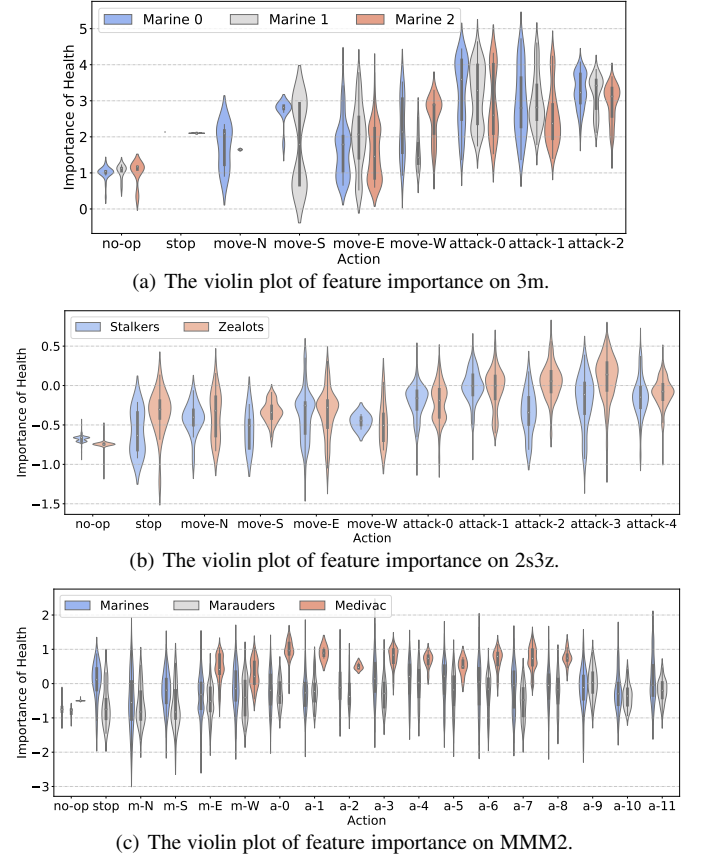 Marine 0 Marine 1 Marine 2
5
4
3
2
1
0
Importance of Health
no-op stop move-N move-S move-E move-W attack-0 attack-1 attack-2
Action
(a) The violin plot of feature importance on 3m.
Stalkers Zealots
0.5
0.0
−0.5
−1.0
−1.5
Importance of Health
no-op stop move-N move-S move-E move-W attack-0 attack-1 attack-2 attack-3 attack-4
Action
(b) The violin plot of feature importance on 2s3z.
Marines Marauders Medivac
2
1
0
−1
−2
−3
Importance of Health
no-op stop m-N m-S m-E m-W a-0 a-1 a-2 a-3 a-4 a-5 a-6 a-7 a-8 a-9 a-10 a-11
Action
(c) The violin plot of feature importance on MMM2.